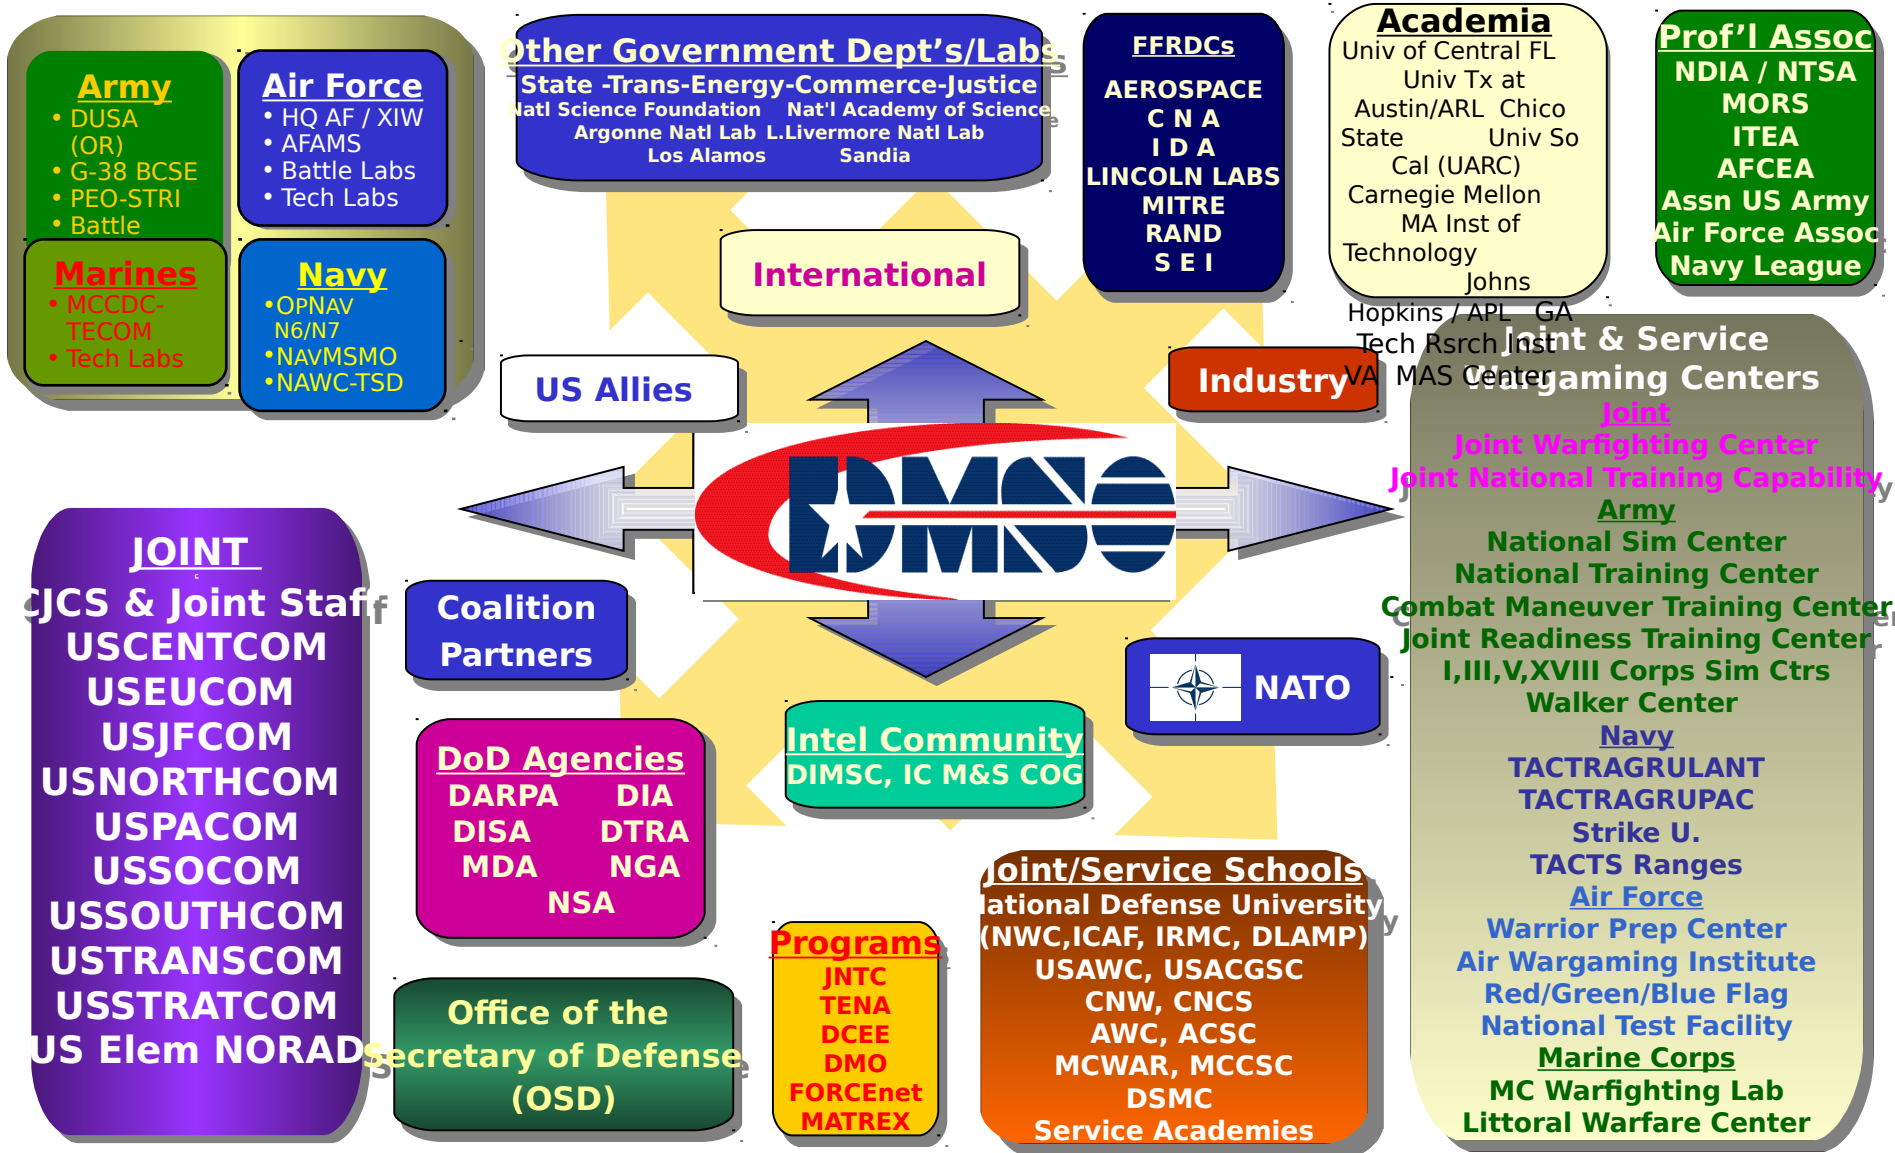 Army
• DUSA
(OR)
• G-38 BCSE
• PEO-STRI
• Battle
Air Force
• HQ AF / XIW
• AFAMS
• Battle Labs
• Tech Labs
Marines
• MCCDC-
TECOM
• Tech Labs
Navy
•OPNAV
N6/N7
•NAVMSMO
•NAWC-TSD
Other Government Dept’s/Labs
State -Trans-Energy-Commerce-Justice
Natl Science Foundation Nat'l Academy of Science
Argonne Natl Lab L.Livermore Natl Lab
Los Alamos Sandia
FFRDCs
AEROSPACE
C N A
I D A
LINCOLN LABS
MITRE
RAND
S E I
Academia
Univ of Central FL
Univ Tx at
Austin/ARL Chico
State Univ So
Cal (UARC)
Carnegie Mellon
MA Inst of
Technology
Johns
Hopkins / APL GA
Tech Rsrch Inst
VA MAS Center
Prof’l Assoc
NDIA / NTSA
MORS
ITEA
AFCEA
Assn US Army
Air Force Assoc
Navy League
International
US Allies
Industry
DMSO
Coalition
Partners
NATO
Joint & Service
Wargaming Centers
Joint
Joint Warfighting Center
Joint National Training Capability
Army
National Sim Center
National Training Center
Combat Maneuver Training Center
Joint Readiness Training Center
I,III,V,XVIII Corps Sim Ctrs
Walker Center
Navy
TACTRAGRULANT
TACTRAGRUPAC
Strike U.
TACTS Ranges
Air Force
Warrior Prep Center
Air Wargaming Institute
Red/Green/Blue Flag
National Test Facility
Marine Corps
MC Warfighting Lab
Littoral Warfare Center
JOINT
CJCS & Joint Staff
USCENTCOM
USEUCOM
USJFCOM
USNORTHCOM
USPACOM
USSOCOM
USSOUTHCOM
USTRANSCOM
USSTRATCOM
US Elem NORAD
DoD Agencies
DARPA DIA
DISA DTRA
MDA NGA
NSA
Intel Community
DIMSC, IC M&S COG
Office of the
Secretary of Defense
(OSD)
Programs
JNTC
TENA
DCEE
DMO
FORCEnet
MATREX
Joint/Service Schools
National Defense University
(NWC,ICAF, IRMC, DLAMP)
USAWC, USACGSC
CNW, CNCS
AWC, ACSC
MCWAR, MCCSC
DSMC
Service Academies